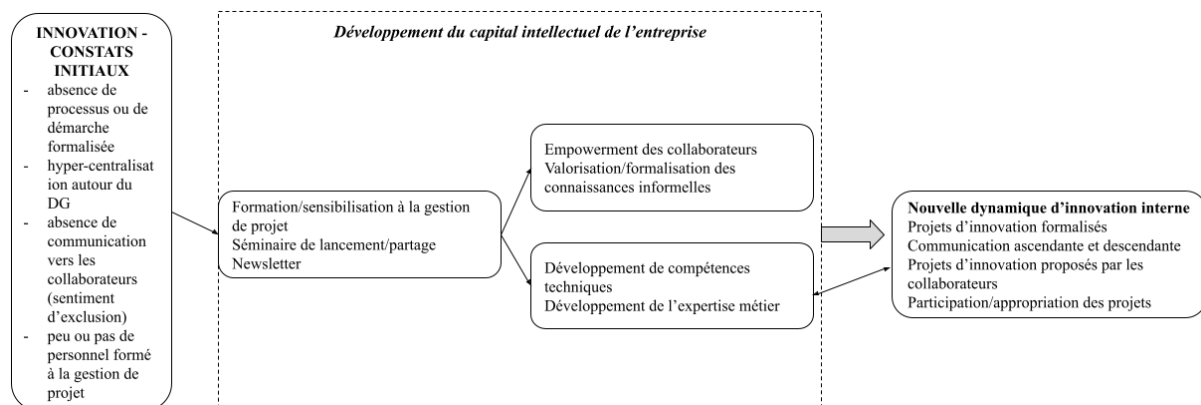 INNOVATION -
CONSTATS
INITIAUX
- absence de
processus ou de
démarche
formalisée
- hyper-centralisat
ion autour du
DG
- absence de
communication
vers les
collaborateurs
(sentiment
d’exclusion)
- peu ou pas de
personnel formé
à la gestion de
projet
Développement du capital intellectuel de l’entreprise
Formation/sensibilisation à la gestion
de projet
Séminaire de lancement/partage
Newsletter
Empowerment des collaborateurs
Valorisation/formalisation des
connaissances informelles
Développement de compétences
techniques
Développement de l’expertise métier
Nouvelle dynamique d’innovation interne
Projets d’innovation formalisés
Communication ascendante et descendante
Projets d’innovation proposés par les
collaborateurs
Participation/appropriation des projets